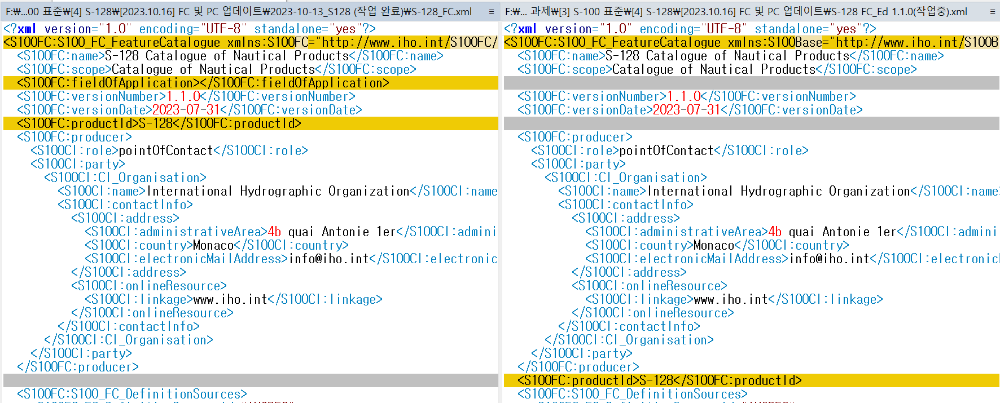 F:₩...00 표준₩[4] S-128₩[2023.10.16] FC 및 PC 업데이트₩2023-10-13_S128 (작업 완료)₩S-128_FC.xml ≡
<?xml version="1.0" encoding="UTF-8" standalone="yes"?>
<S100FC:S100_FC_FeatureCatalogue xmlns:S100FC="http://www.iho.int/S100FC/
<S100FC:name>S-128 Catalogue of Nautical Products</S100FC:name>
<S100FC:scope>Catalogue of Nautical Products</S100FC:scope>
<S100FC:fieldOfApplication></S100FC:fieldOfApplication>
<S100FC:versionNumber>1.1.0</S100FC:versionNumber>
<S100FC:versionDate>2023-07-31</S100FC:versionDate>
<S100FC:productId>S-128</S100FC:productId>
<S100FC:producer>
<S100CI:role>pointOfContact</S100CI:role>
<S100CI:party>
<S100CI:CI_Organisation>
<S100CI:name>International Hydrographic Organization</S100CI:name
<S100CI:contactInfo>
<S100CI:address>
<S100CI:administrativeArea>4b quai Antonie 1er</S100CI:admini
<S100CI:country>Monaco</S100CI:country>
<S100CI:electronicMailAddress>info@iho.int</S100CI:electronic
</S100CI:address>
<S100CI:onlineResource>
<S100CI:linkage>www.iho.int</S100CI:linkage>
</S100CI:onlineResource>
</S100CI:contactInfo>
</S100CI:CI_Organisation>
</S100CI:party>
</S100FC:producer>
<S100FC:S100_FC_DefinitionSources>
F:₩... 과제₩[3] S-100 표준₩[4] S-128₩[2023.10.16] FC 및 PC 업데이트₩S-128 FC_Ed 1.1.0(작업중).xml ≡
<?xml version="1.0" encoding="UTF-8" standalone="yes"?>
<S100FC:S100_FC_FeatureCatalogue xmlns:S100Base="http://www.iho.int/S100B
<S100FC:name>S-128 Catalogue of Nautical Products</S100FC:name>
<S100FC:scope>Catalogue of Nautical Products</S100FC:scope>
<S100FC:versionNumber>1.1.0</S100FC:versionNumber>
<S100FC:versionDate>2023-07-31</S100FC:versionDate>
<S100FC:producer>
<S100CI:role>pointOfContact</S100CI:role>
<S100CI:party>
<S100CI:CI_Organisation>
<S100CI:name>International Hydrographic Organization</S100CI:name>
<S100CI:contactInfo>
<S100CI:address>
<S100CI:administrativeArea>4b quai Antonie 1er</S100CI:admini
<S100CI:country>Monaco</S100CI:country>
<S100CI:electronicMailAddress>info@iho.int</S100CI:electronic
</S100CI:address>
<S100CI:onlineResource>
<S100CI:linkage>www.iho.int</S100CI:linkage>
</S100CI:onlineResource>
</S100CI:contactInfo>
</S100CI:CI_Organisation>
</S100CI:party>
</S100FC:producer>
<S100FC:productId>S-128</S100FC:productId>
<S100FC:S100_FC_DefinitionSources>